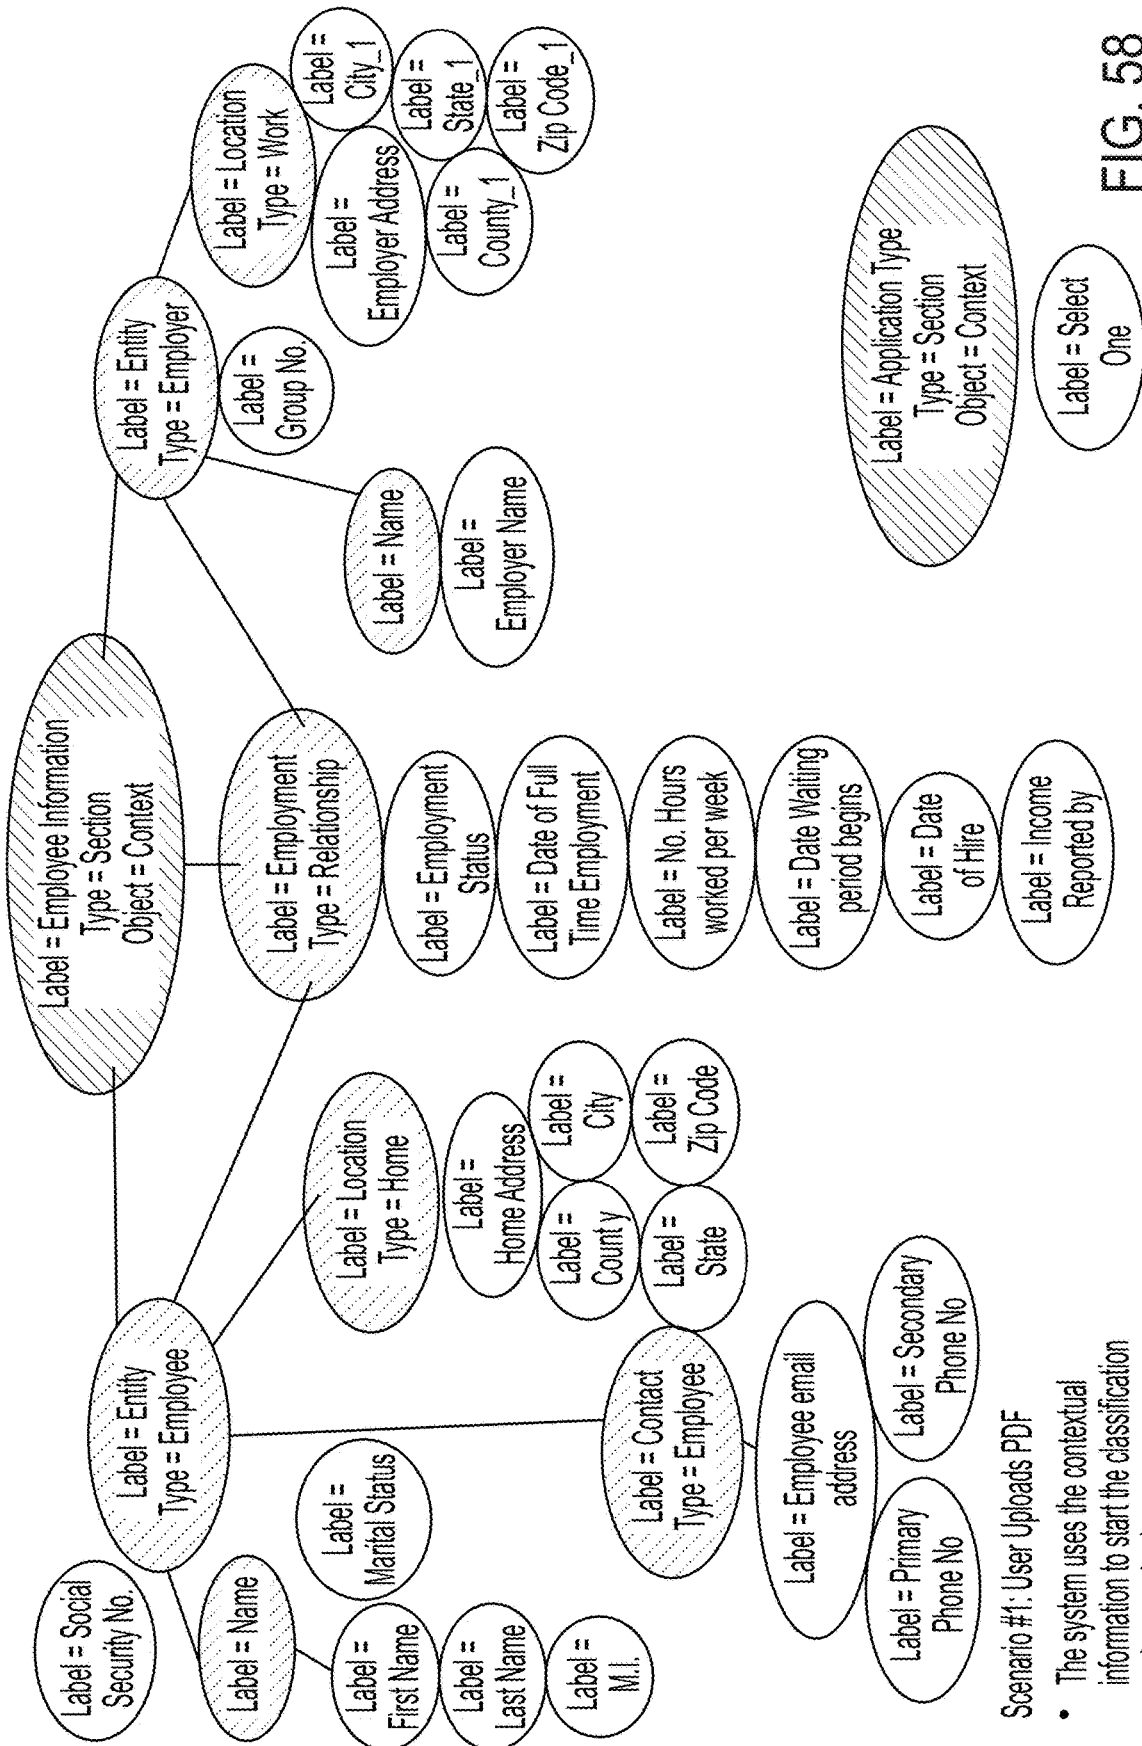 Label = Employee Information
Type = Section
Object = Context
Label = Social
Security No.
Label = Entity
Type = Employee
Label = Entity
Type = Employer
Label = Name
Label =
First Name
Label =
Last Name
Label =
M.I.
Label =
Marital Status
Label = Location
Type = Home
Label =
Home Address
Label =
Count y
Label =
City
Label =
State
Label =
Zip Code
Label = Contact
Type = Employee
Label = Employee email
address
Label = Primary
Phone No
Label = Secondary
Phone No
Label = Employment
Type = Relationship
Label = Employment
Status
Label = Date of Full
Time Employment
Label = No. Hours
worked per week
Label = Date Waiting
period begins
Label = Date
of Hire
Label = Income
Reported by
Label =
Group No.
Label = Name
Label =
Employer Name
Label = Location
Type = Work
Label =
Employer Address
Label =
City_1
Label =
County_1
Label =
State_1
Label =
Zip Code_1
Label = Application Type
Type = Section
Object = Context
Label = Select
One
Scenario #1: User Uploads PDF
• The system uses the contextual
information to start the classification
FIG. 58